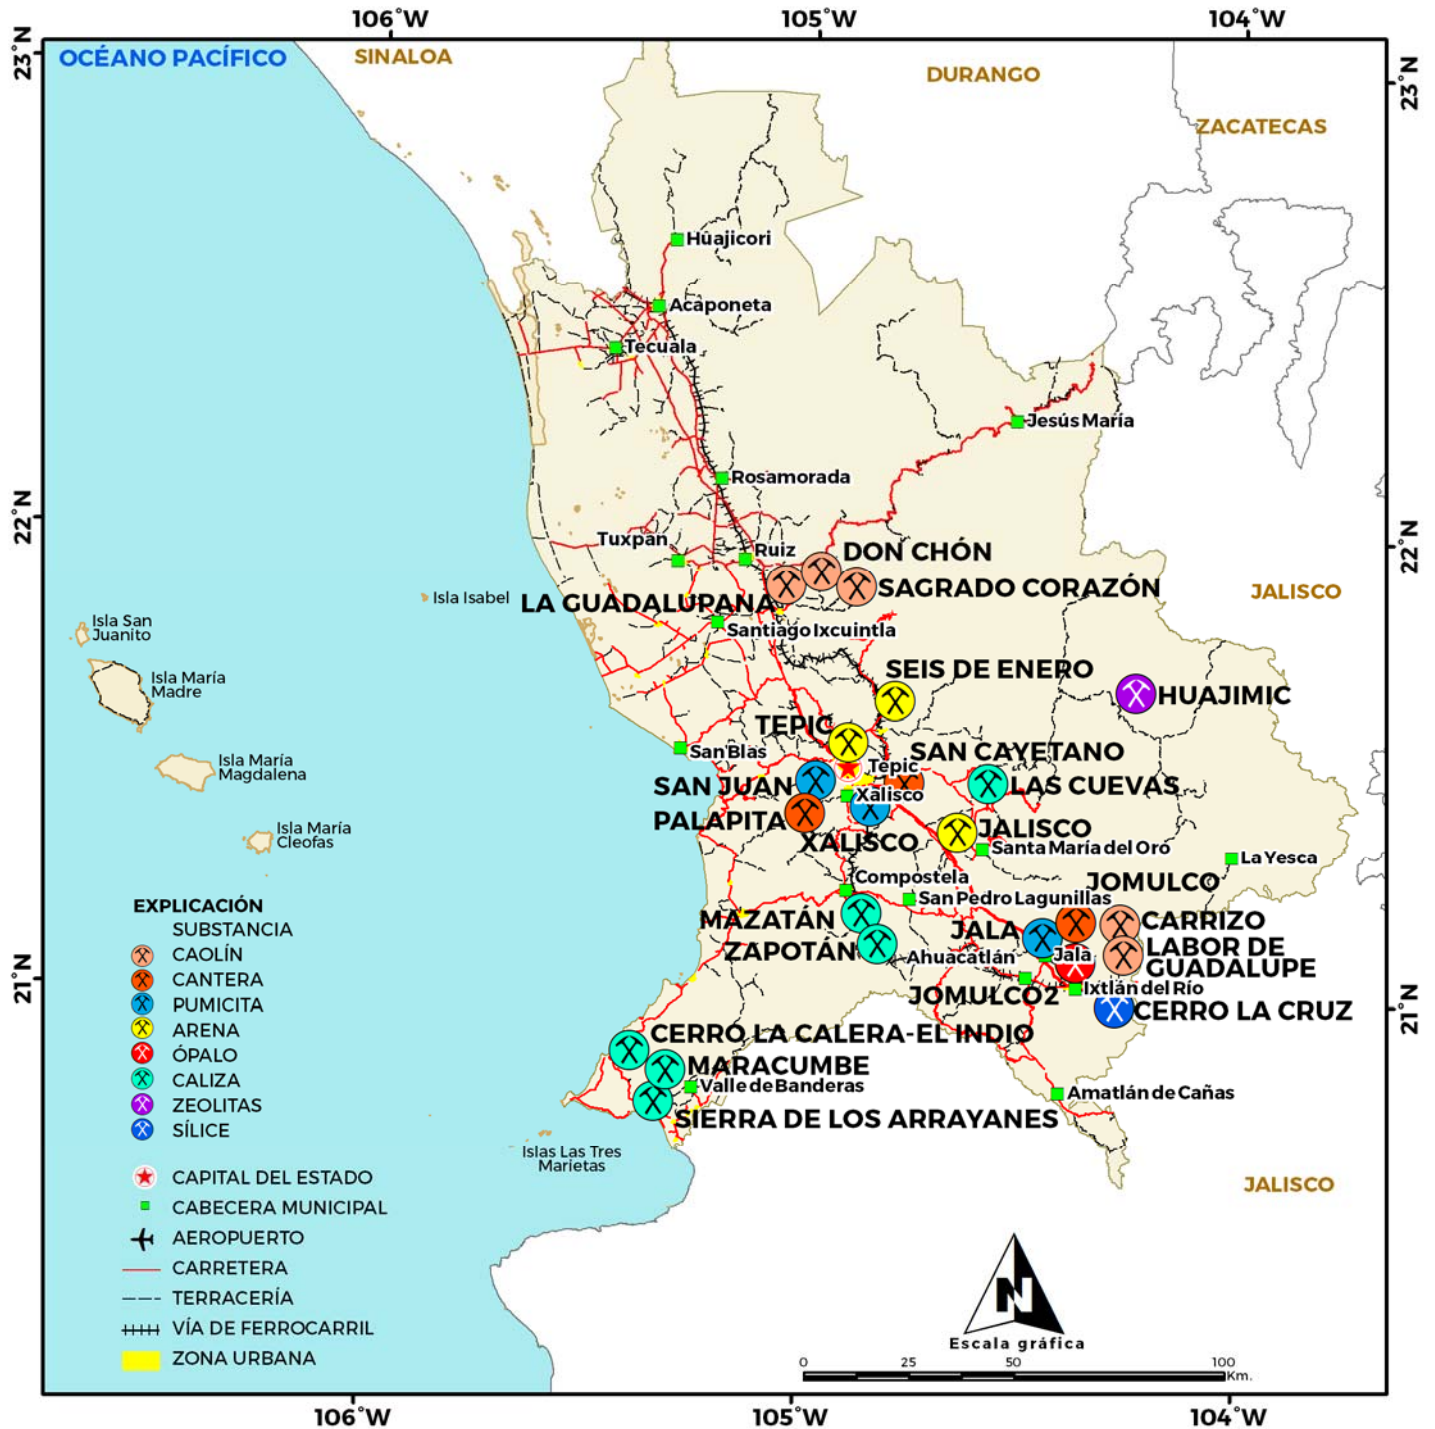 106°W
105°W
104°W
23°N
23°N
OCÉANO PACÍFICO
SINALOA
DURANGO
ZACATECAS
Huajicori
Acaponeta
Tecuala
Jesús María
Rosamorada
22°N
22°N
Tuxpan
Ruiz
DON CHÓN
SAGRADO CORAZÓN
JALISCO
Isla Isabel
LA GUADALUPANA
Isla San
Juanito
Santiago Ixcuintla
SEIS DE ENERO
Isla María
Madre
HUAJIMIC
TEPIC
San Blas
SAN CAYETANO
Isla María
Magdalena
Tepic
SAN JUAN
LAS CUEVAS
Xalisco
PALAPITA
JALISCO
Isla María
Cleofas
XALISCO
Santa María del Oro
La Yesca
Compostela
JOMULCO
San Pedro Lagunillas
EXPLICACIÓN
MAZATÁN
JALA
CARRIZO
SUBSTANCIA
ZAPOTÁN
Ahuacatlán
Jala
LABOR DE
GUADALUPE
CAOLÍN
21°N
21°N
CANTERA
JOMULCO2
Ixtlán del Río
PUMICITA
CERRO LA CRUZ
ARENA
CERRO LA CALERA-EL INDIO
ÓPALO
MARACUMBE
CALIZA
Valle de Banderas
Amatlán de Cañas
ZEOLITAS
SIERRA DE LOS ARRAYANES
SÍLICE
Islas Las Tres
Marietas
CAPITAL DEL ESTADO
JALISCO
CABECERA MUNICIPAL
AEROPUERTO
CARRETERA
TERRACERÍA
VÍA DE FERROCARRIL
ZONA URBANA
N
Escala gráfica
0 25 50 100
Km.
106°W
105°W
104°W